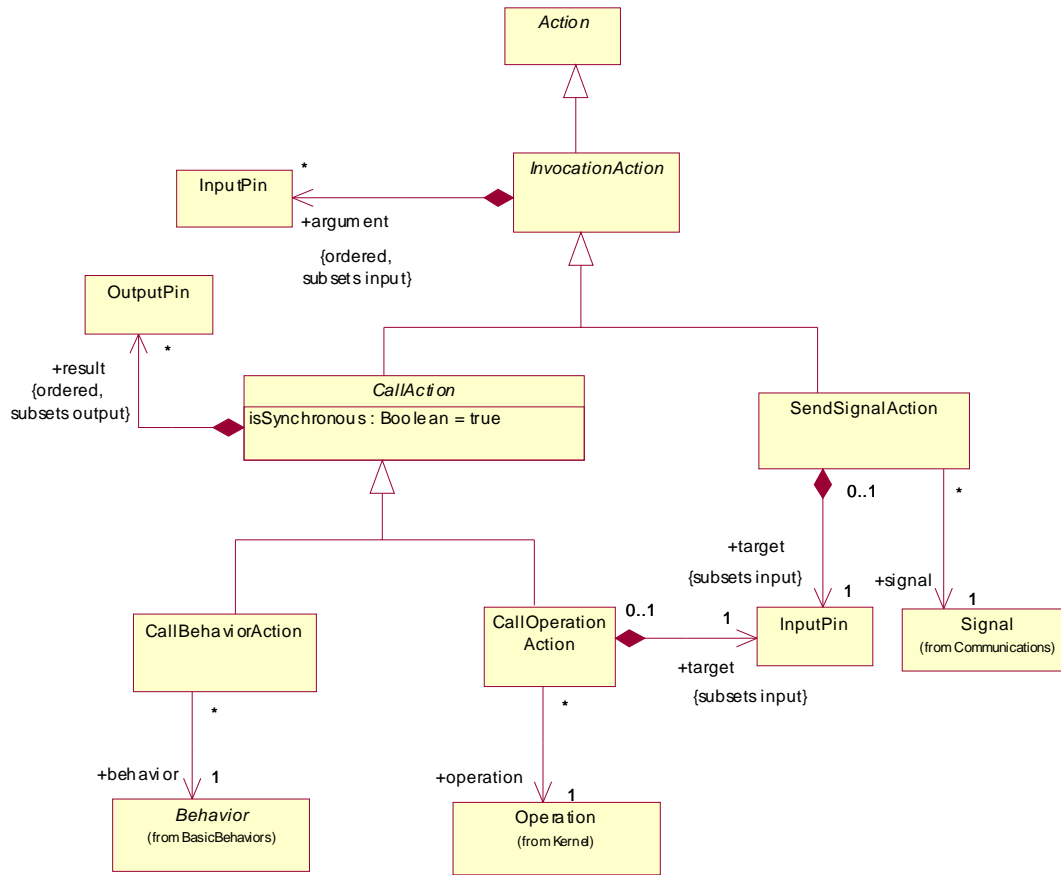 Action
InvocationAction
*
InputPin
+argument
{ordered,
subsets input}
OutputPin
*
+result
{ordered,
subsets output}
CallAction
isSynchronous : Boolean = true
SendSignalAction
0..1
*
+target
{subsets input}
1
+signal
1
CallBehaviorAction
*
CallOperation
Action
0..1
1
+target
{subsets input}
*
InputPin
Signal
(from Communications)
+behavior
1
Behavior
(from BasicBehaviors)
+operation
1
Operation
(from Kernel)